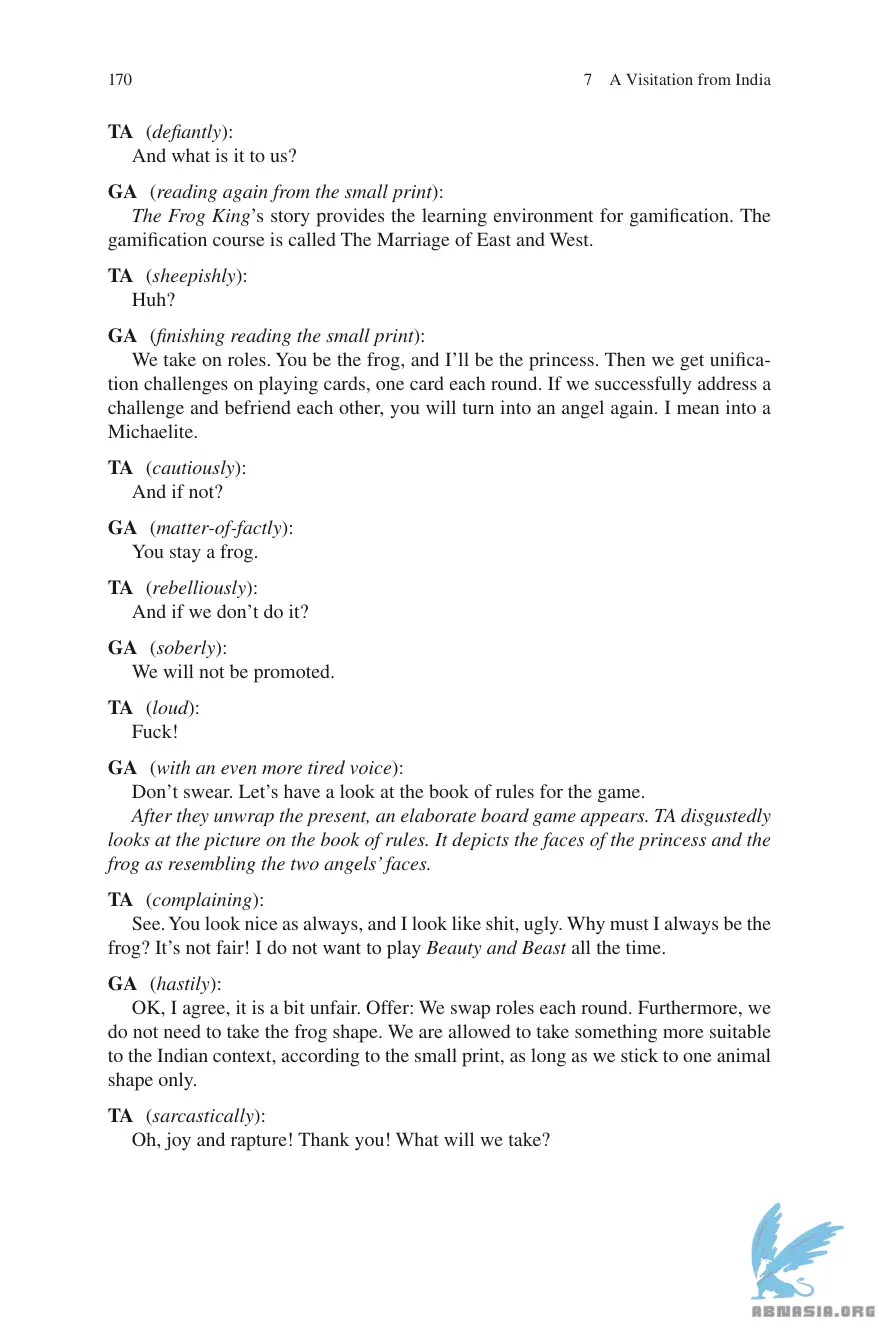 170
7 A Visitation from India
TA (defiantly):
And what is it to us?
GA (reading again from the small print):
The Frog King’s story provides the learning environment for gamification. The
gamification course is called The Marriage of East and West.
TA (sheepishly):
Huh?
GA (finishing reading the small print):
We take on roles. You be the frog, and I’ll be the princess. Then we get unifica-
tion challenges on playing cards, one card each round. If we successfully address a
challenge and befriend each other, you will turn into an angel again. I mean into a
Michaelite.
TA (cautiously):
And if not?
GA (matter-of-factly):
You stay a frog.
TA (rebelliously):
And if we don’t do it?
GA (soberly):
We will not be promoted.
TA (loud):
Fuck!
GA (with an even more tired voice):
Don’t swear. Let’s have a look at the book of rules for the game.
After they unwrap the present, an elaborate board game appears. TA disgustedly
looks at the picture on the book of rules. It depicts the faces of the princess and the
frog as resembling the two angels’ faces.
TA (complaining):
See. You look nice as always, and I look like shit, ugly. Why must I always be the
frog? It’s not fair! I do not want to play Beauty and Beast all the time.
GA (hastily):
OK, I agree, it is a bit unfair. Offer: We swap roles each round. Furthermore, we
do not need to take the frog shape. We are allowed to take something more suitable
to the Indian context, according to the small print, as long as we stick to one animal
shape only.
TA (sarcastically):
Oh, joy and rapture! Thank you! What will we take?
ABNASIA.ORG